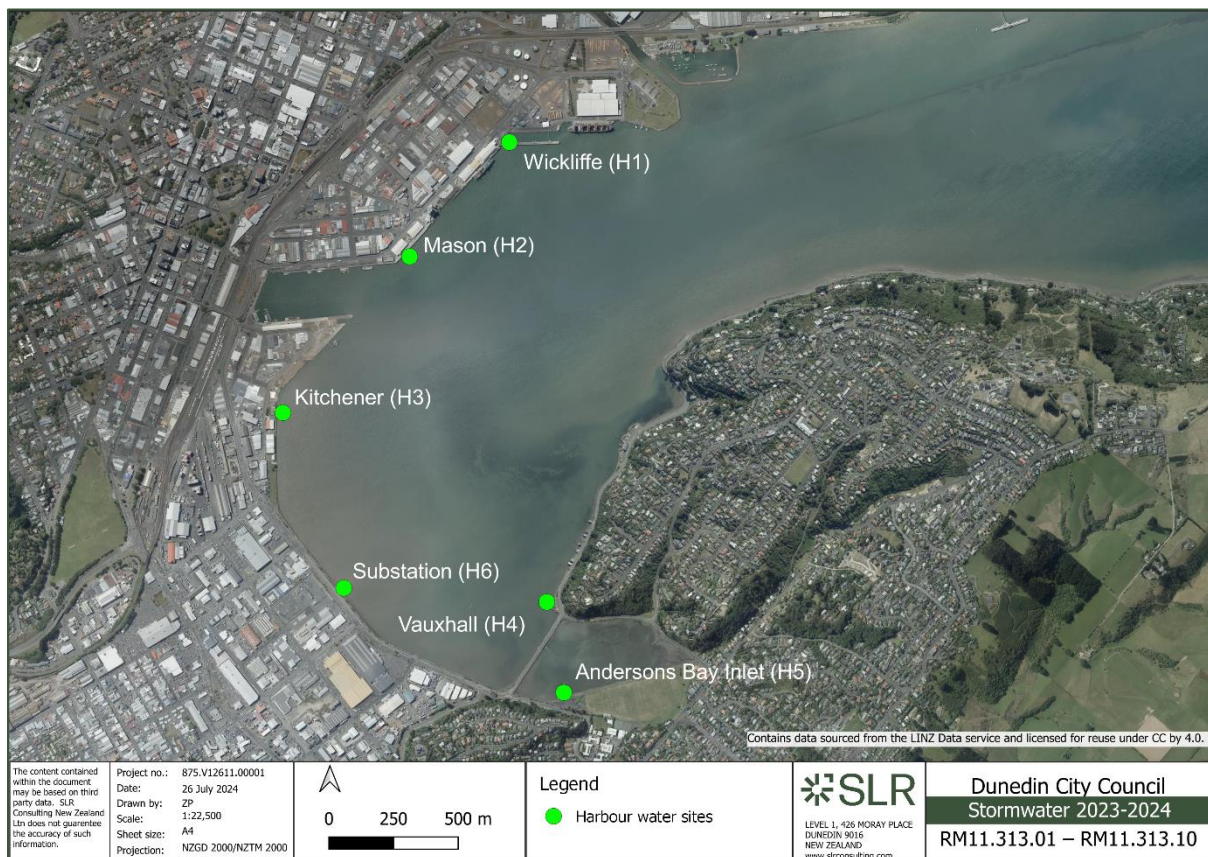 Wickliffe (H1)
Mason (H2)
Kitchener (H3)
Substation (H6)
Vauxhall (H4)
Andersons Bay Inlet (H5)
Contains data sourced from the LINZ Data service and licensed for reuse under CC by 4.0.
The content contained
within the document
may be based on third
party data. SLR
Consulting New Zealand
Ltn does not guarentee
the accuracy of such
information.
Project no.: 875.V12611.00001
Date: 26 July 2024
Drawn by: ZP
Scale: 1:22,500
Sheet size: A4
Projection: NZGD 2000/NZTM 2000
0 250 500 m
Legend
Harbour water sites
SLR
LEVEL 1, 426 MORAY PLACE
DUNEDIN 9016
NEW ZEALAND
www.slrconsulting.com
Dunedin City Council
Stormwater 2023-2024
RM11.313.01 – RM11.313.10